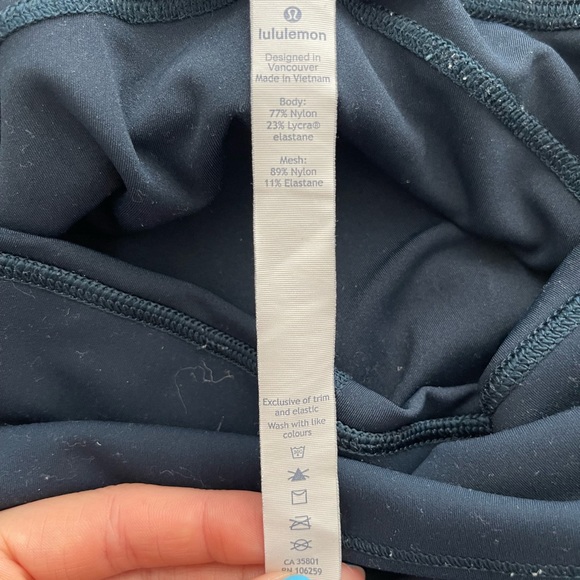 lululemon
Designed in
Vancouver
Made in Vietnam
Body:
77% Nylon
23% Lycra®
elastane
Mesh:
89% Nylon
11% Elastane
Exclusive of trim
and elastic
Wash with like
colours
CA 35801
RN 106259